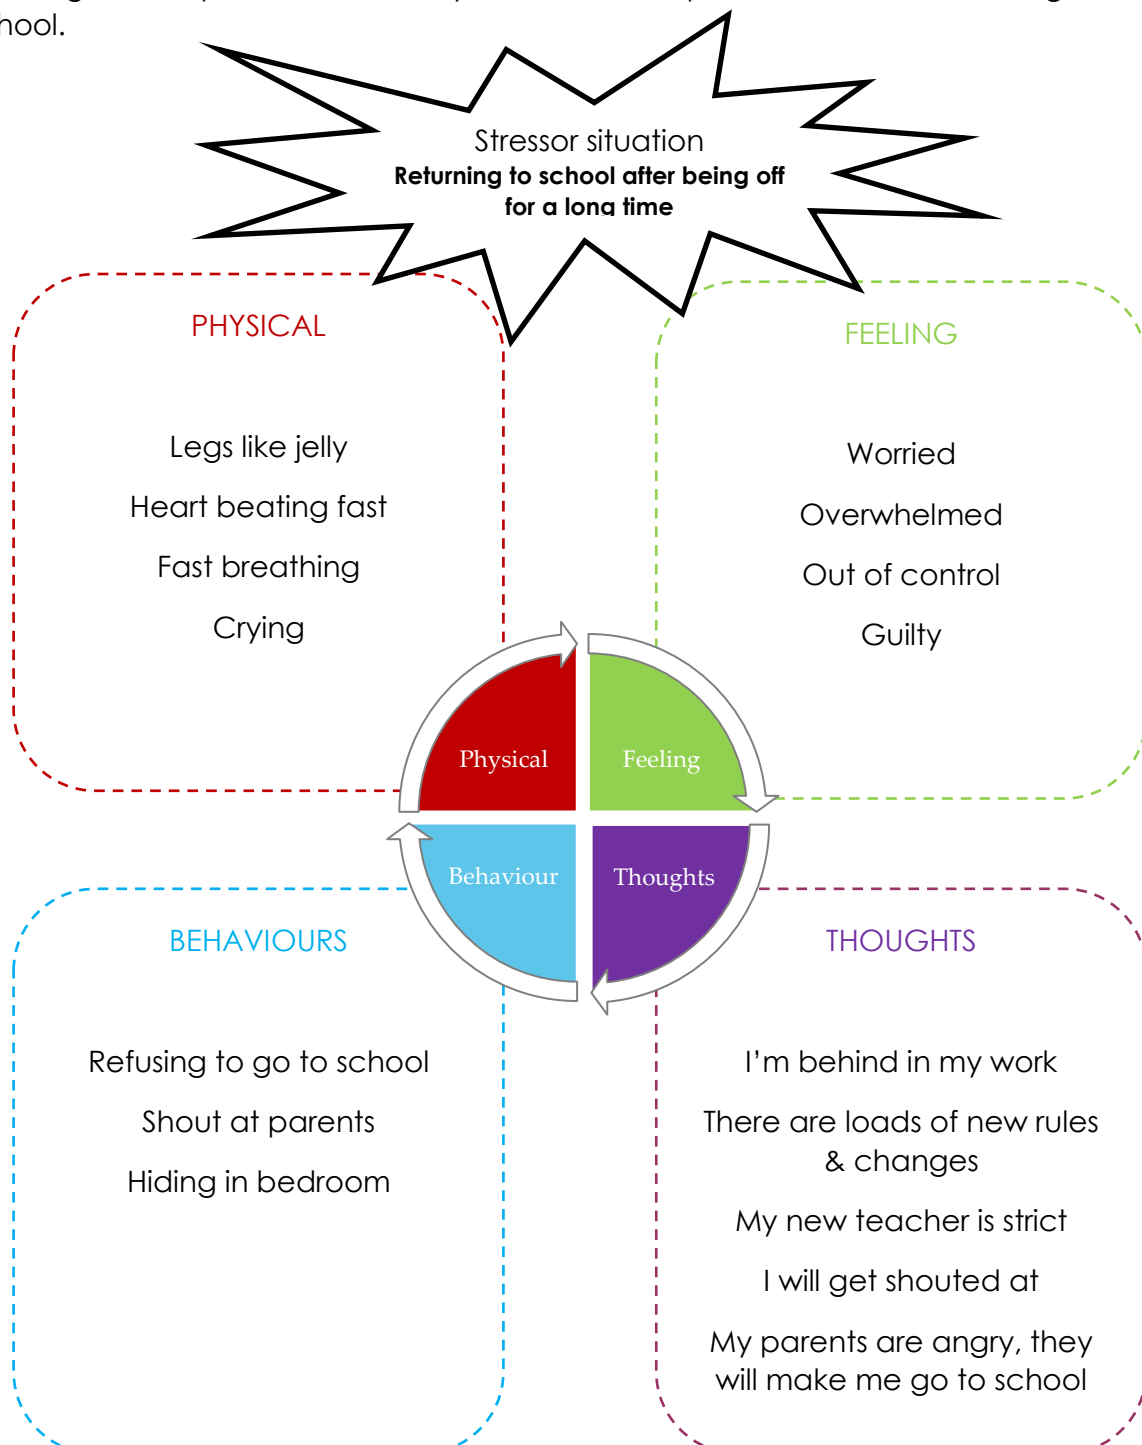 hool.
Stressor situation
Returning to school after being off
for a long time
PHYSICAL
Legs like jelly
Heart beating fast
Fast breathing
Crying
FEELING
Worried
Overwhelmed
Out of control
Guilty
Physical
Feeling
Behaviour
Thoughts
BEHAVIOURS
Refusing to go to school
Shout at parents
Hiding in bedroom
THOUGHTS
I'm behind in my work
There are loads of new rules
& changes
My new teacher is strict
I will get shouted at
My parents are angry, they
will make me go to school